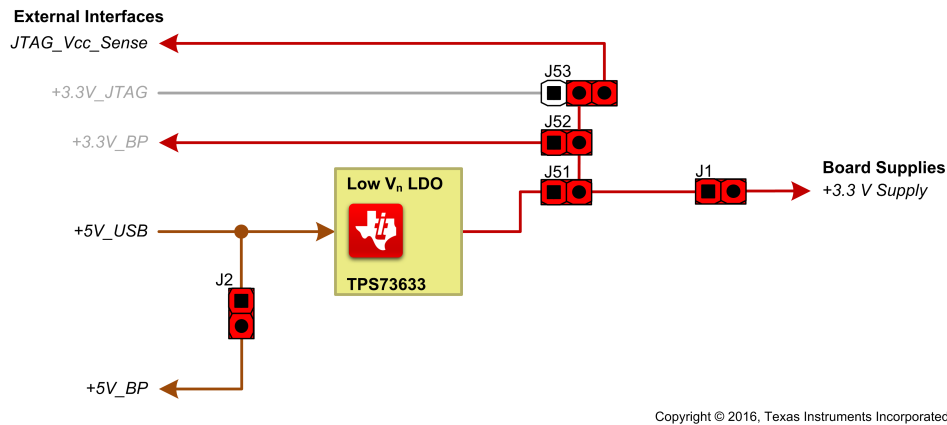 External Interfaces
JTAG_Vcc_Sense
J53
+3.3V_JTAG
J52
+3.3V_BP
J51
J1
Board Supplies
+3.3 V Supply
Low Vn LDO
+5V_USB
TPS73633
J2
+5V_BP
Copyright © 2016, Texas Instruments Incorporated